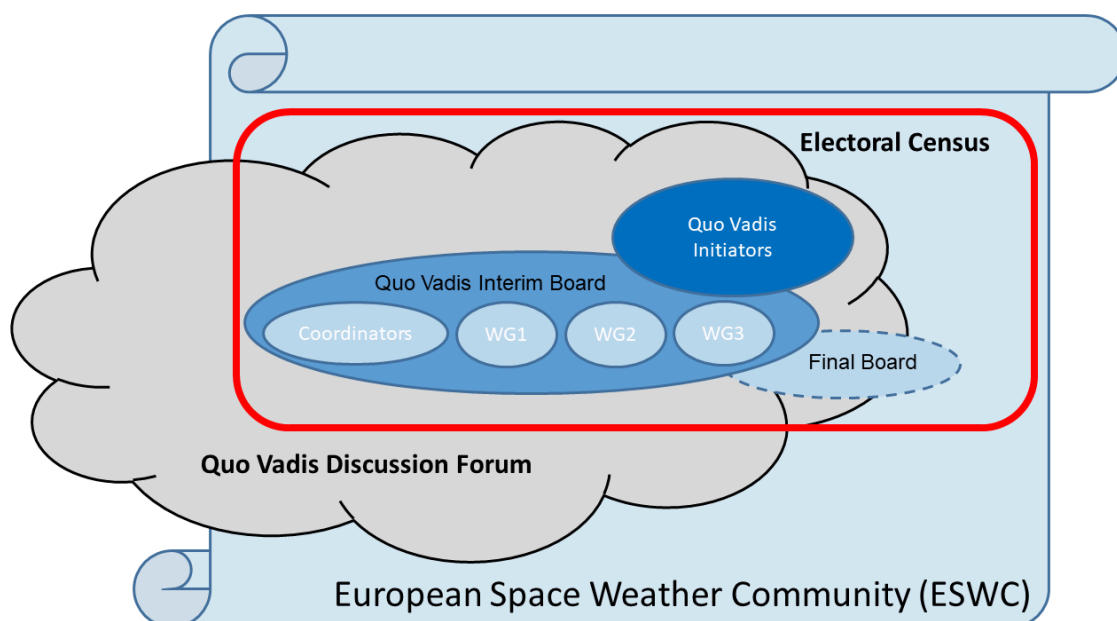 Electoral Census
Quo Vadis
Initiators
Quo Vadis Interim Board
Coordinators
WG1
WG2
WG3
Final Board
Quo Vadis Discussion Forum
European Space Weather Community (ESWC)